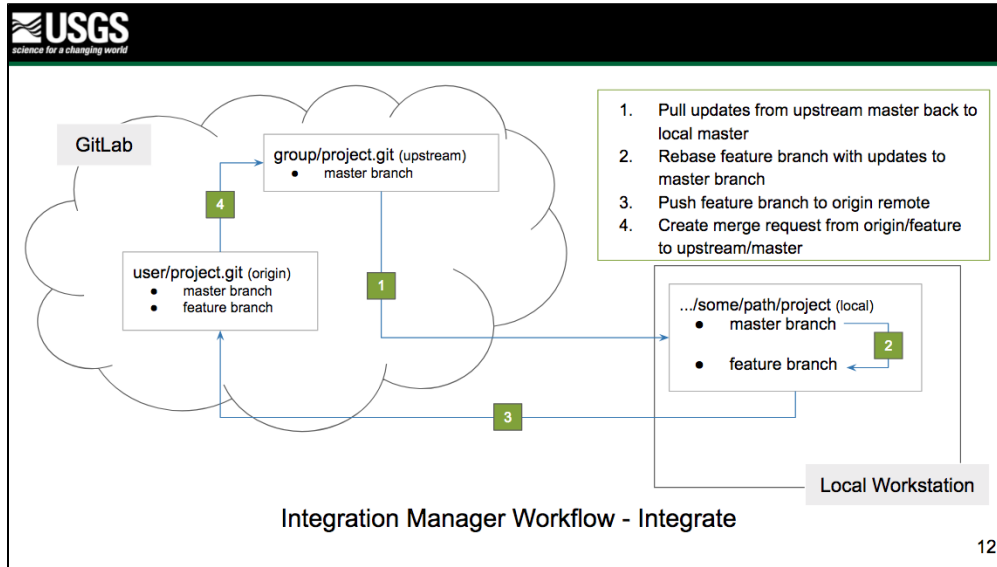 USGS
science for a changing world
GitLab
group/project.git (upstream)
● master branch
4
user/project.git (origin)
● master branch
● feature branch
1
1. Pull updates from upstream master back to
local master
2. Rebase feature branch with updates to
master branch
3. Push feature branch to origin remote
4. Create merge request from origin/feature
to upstream/master
.../some/path/project (local)
● master branch
2
● feature branch
3
Local Workstation
Integration Manager Workflow - Integrate
12